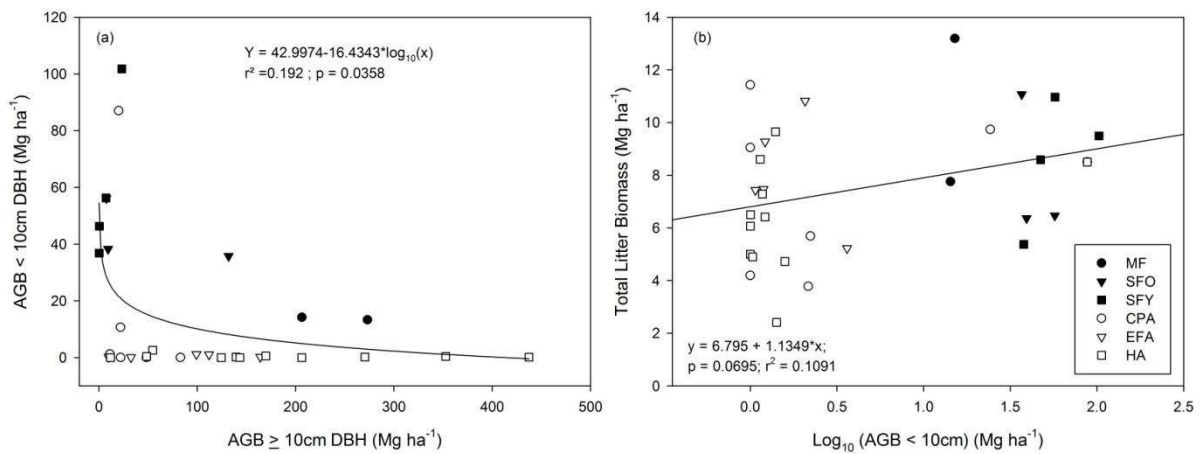 (a)
Y = 42.9974-16.4343*log₁₀(x)
r² =0.192 ; p = 0.0358
AGB < 10cm DBH (Mg ha⁻¹)
120
100
80
60
40
20
0
0 100 200 300 400 500
AGB ≥ 10cm DBH (Mg ha⁻¹)
(b)
Total Litter Biomass (Mg ha⁻¹)
14
12
10
8
6
4
2
0
y = 6.795 + 1.1349*x;
p = 0.0695; r² = 0.1091
MF
SFO
SFY
CPA
EFA
HA
0.0 0.5 1.0 1.5 2.0 2.5
Log₁₀ (AGB < 10cm) (Mg ha⁻¹)